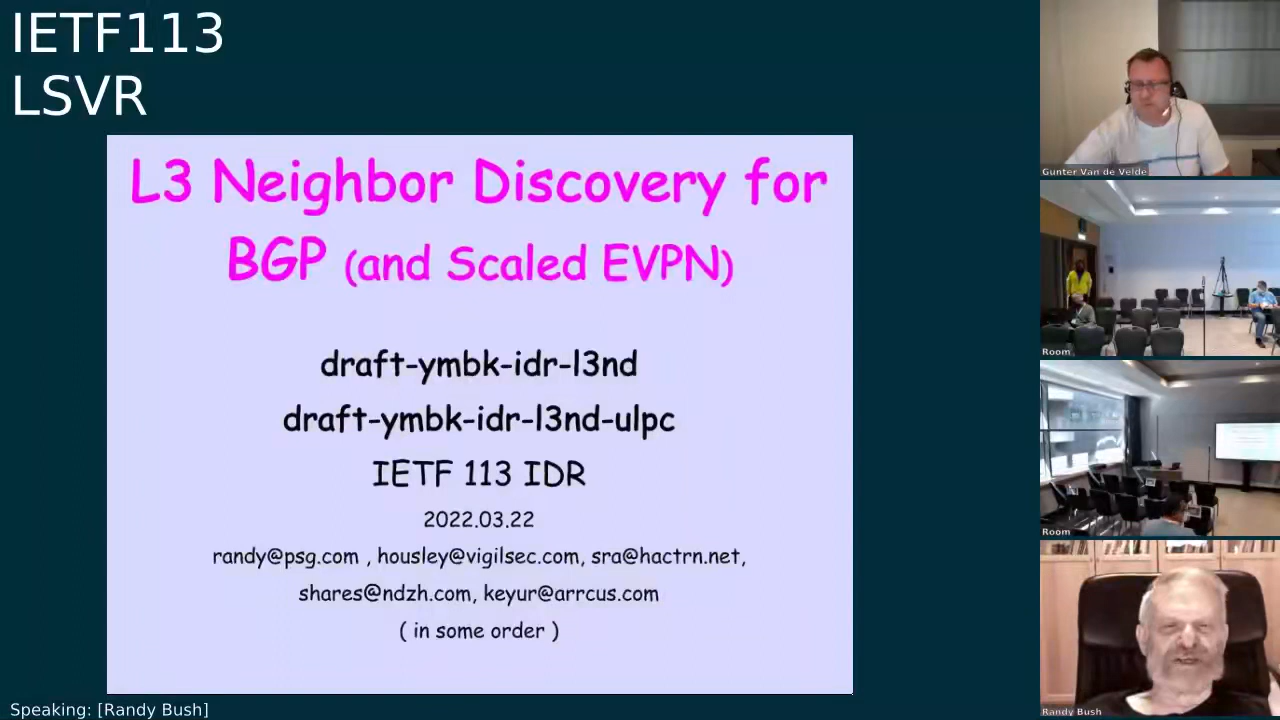 IETF113
LSVR
L3 Neighbor Discovery for
BGP (and Scaled EVPN)
draft-ymbk-idr-l3nd
draft-ymbk-idr-l3nd-ulpc
IETF 113 IDR
2022.03.22
randy@psg.com , housley@vigilsec.com, sra@hactrn.net,
shares@ndzh.com, keyur@arrcus.com
( in some order )
Speaking: [Randy Bush]
Gunter Van de Velde
Room
Room
Randy Bush